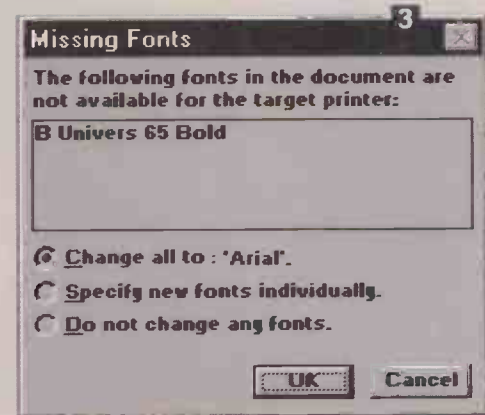 3
Missing Fonts
The following fonts in the document are
not available for the target printer:
B Univers 65 Bold
Change all to : 'Arial'.
Specify new fonts individually.
Do not change any fonts.
OK
Cancel